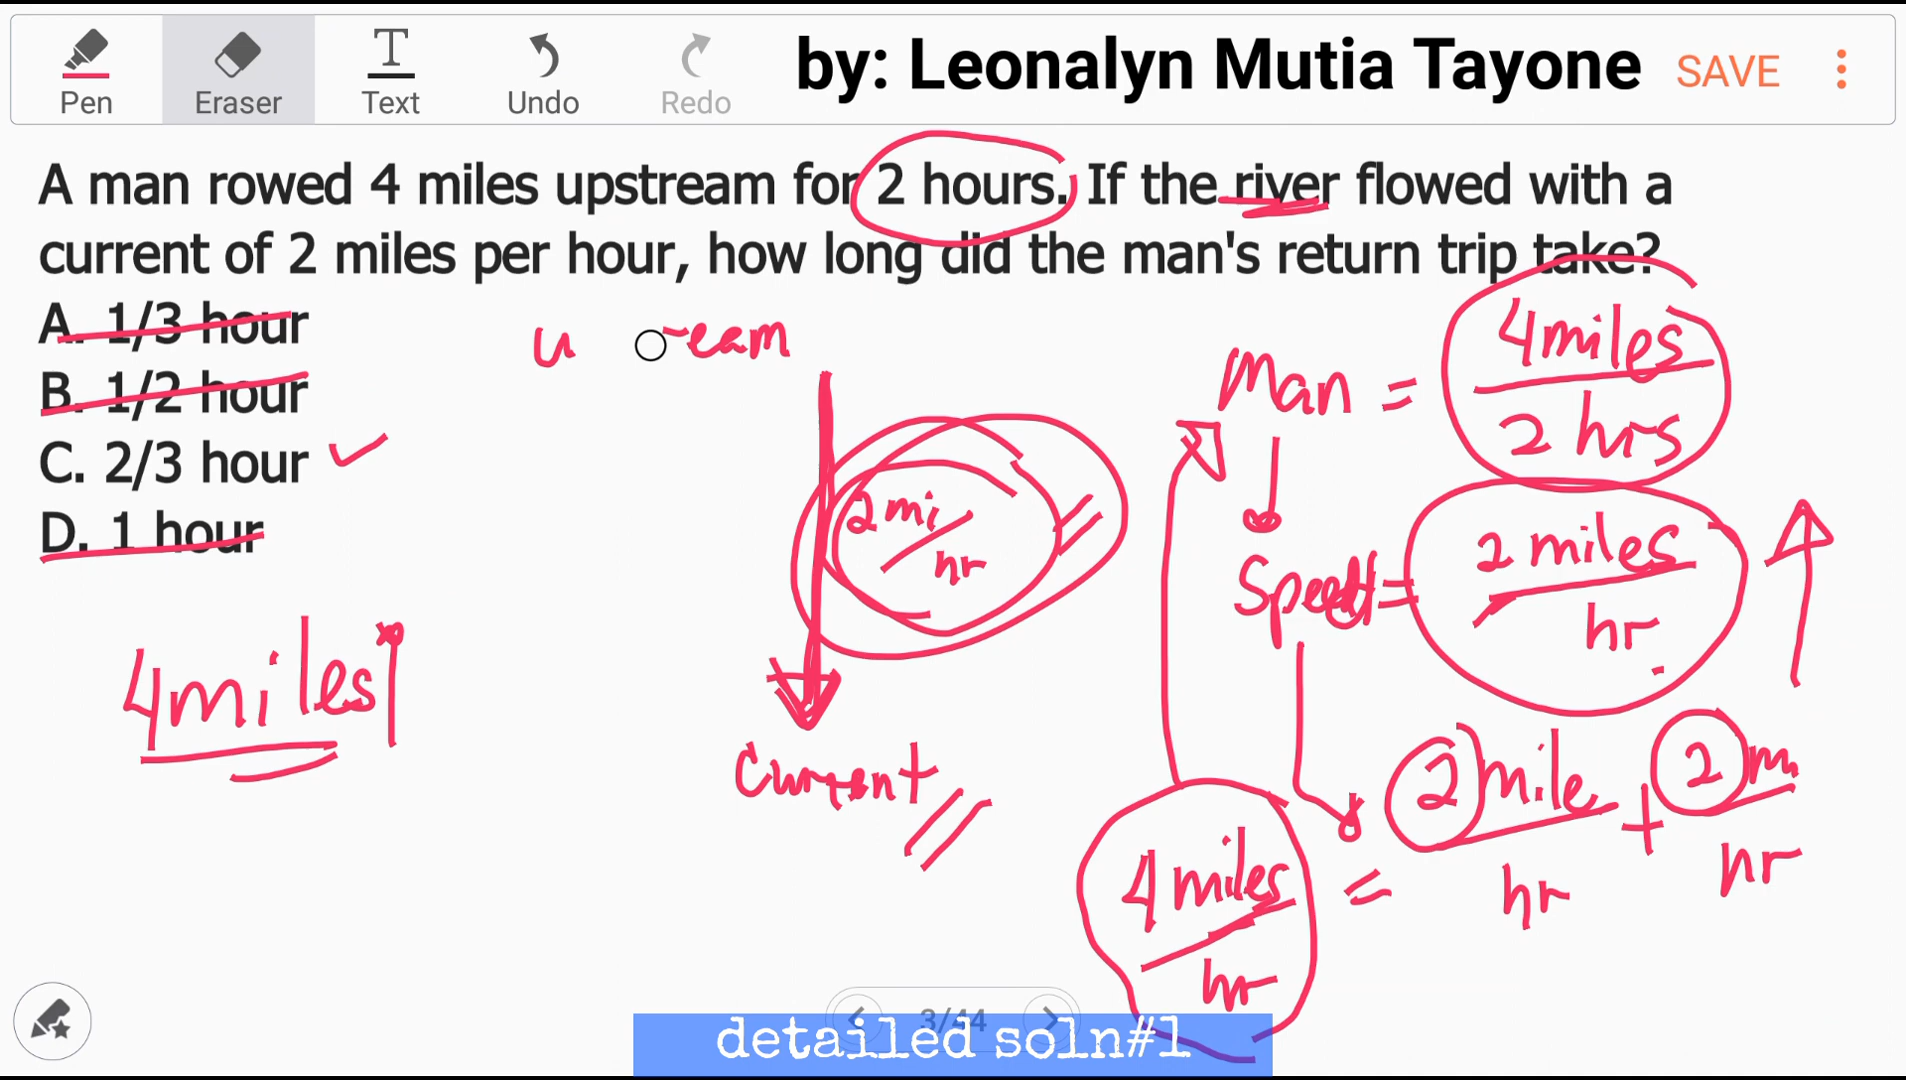 Pen
Eraser
T
Text
Undo
Redo
by: Leonalyn Mutia Tayone
SAVE
A man rowed 4 miles upstream for 2 hours. If the river flowed with a
current of 2 miles per hour, how long did the man's return trip take?
A. 1/3 hour
B. 1/2 hour
C. 2/3 hour
D. 1 hour
u ream
2 mi
hr
Current
4 miles
Man = 4 miles
2 hrs
Speed = 2 miles
hr
4 miles = 2 mile + 2 m
hr hr hr
3/44
detailed soln#1